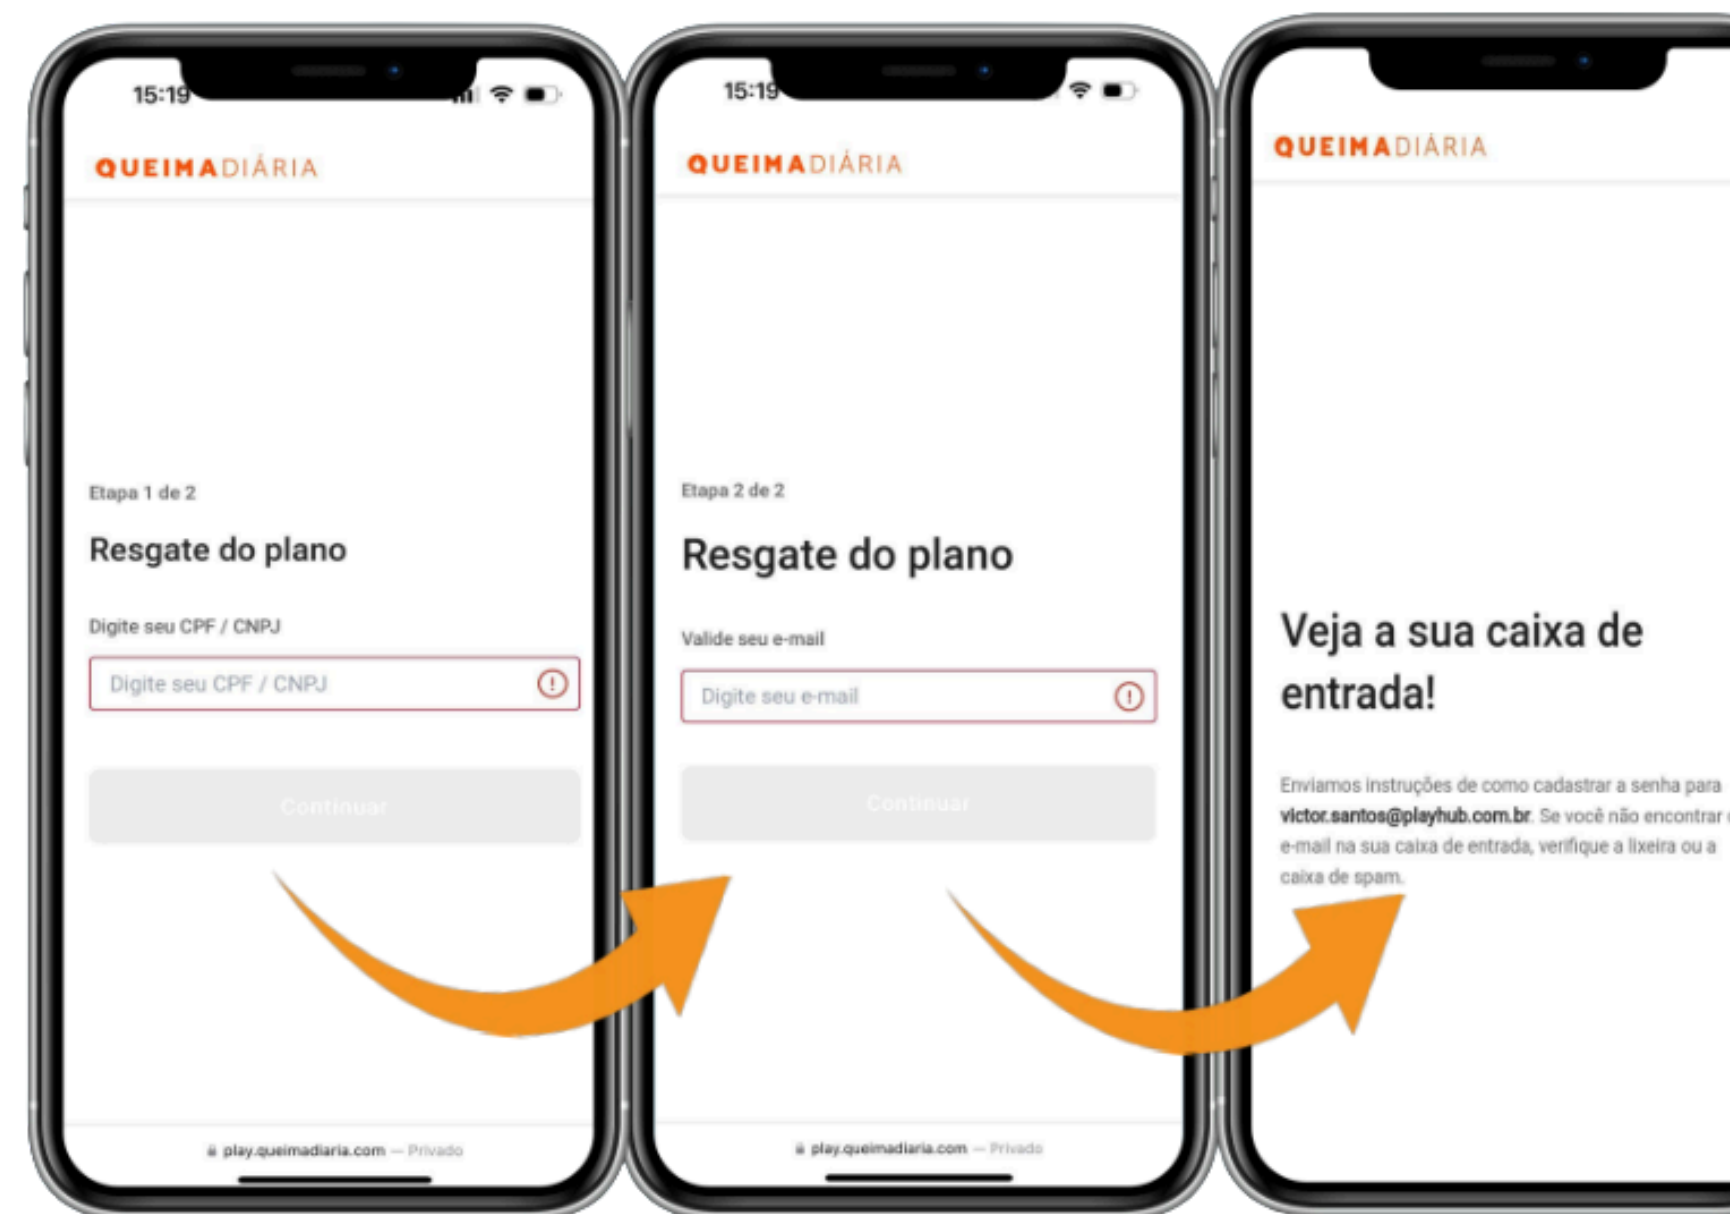 15:19
QUEIMADIÁRIA
Etapa 1 de 2
Resgate do plano
Digite seu CPF / CNPJ
Digite seu CPF / CNPJ
Continuar
play.queimadiaria.com — Privado
15:19
QUEIMADIÁRIA
Etapa 2 de 2
Resgate do plano
Valide seu e-mail
Digite seu e-mail
Continuar
play.queimadiaria.com — Privado
QUEIMADIÁRIA
Veja a sua caixa de
entrada!
Enviamos instruções de como cadastrar a senha para
victor.santos@playhub.com.br. Se você não encontrar
e-mail na sua caixa de entrada, verifique a lixeira ou a
caixa de spam.